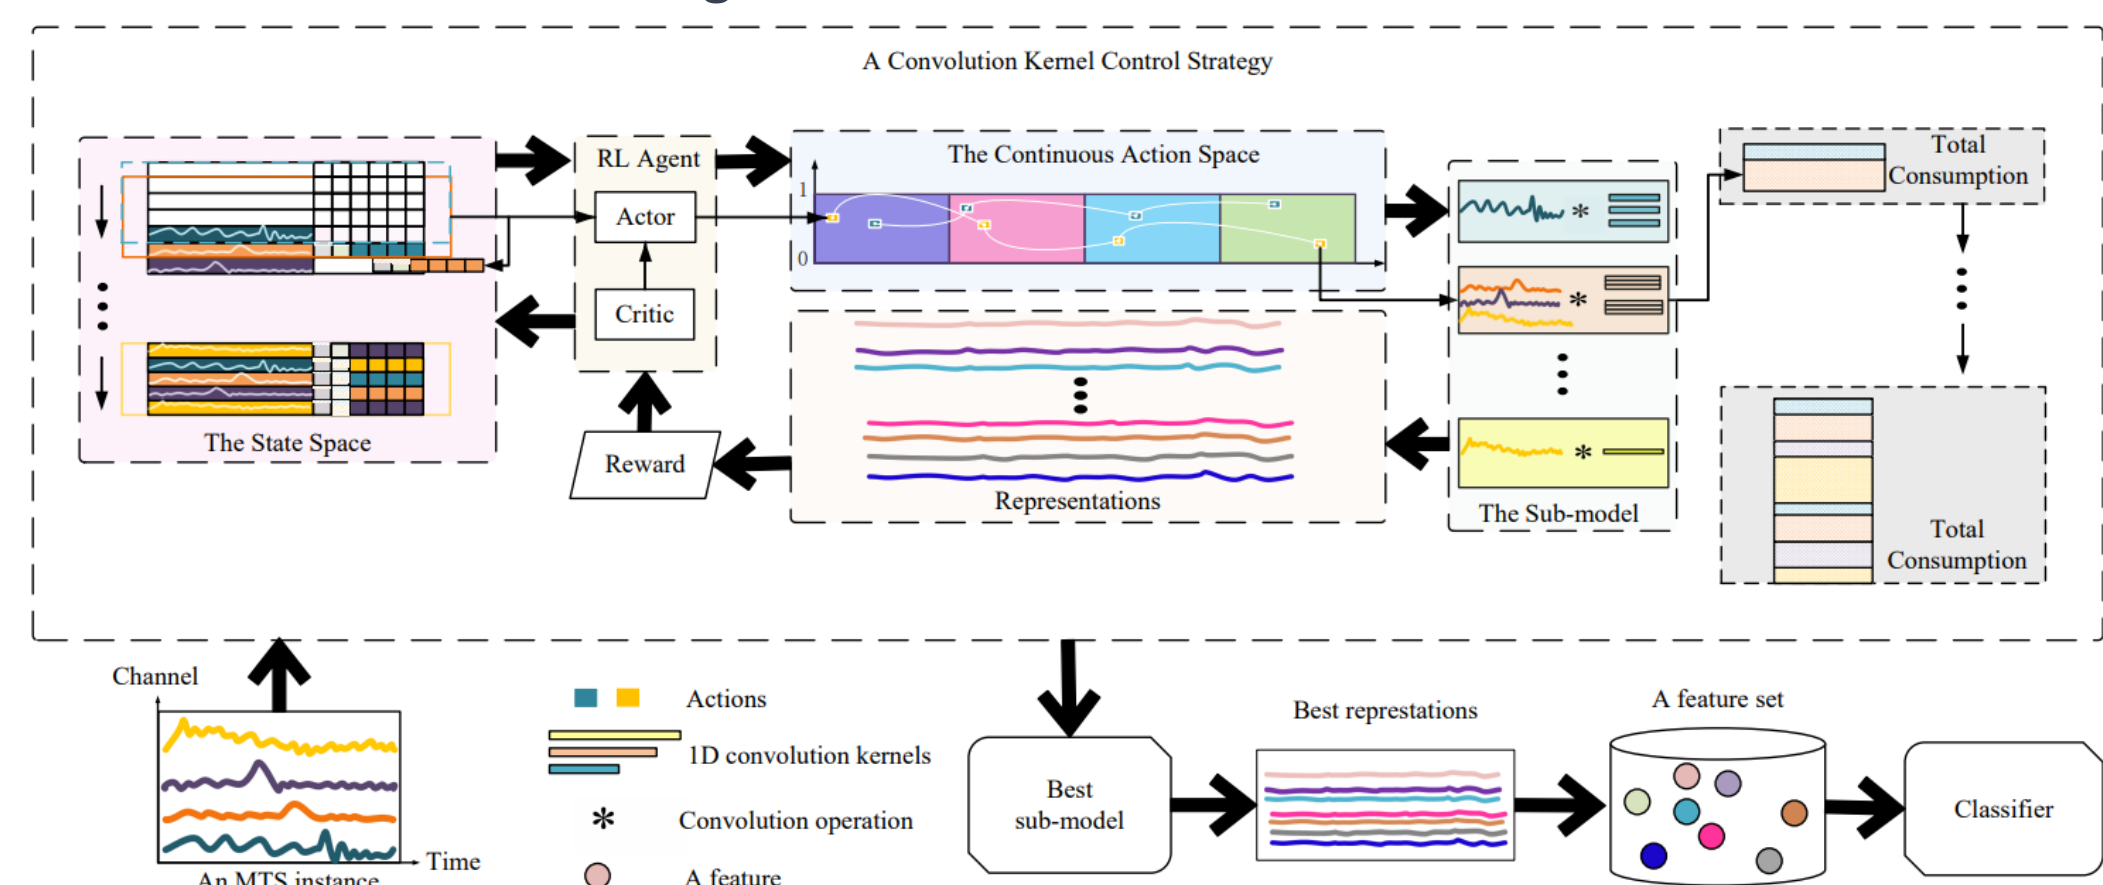 A Convolution Kernel Control Strategy
RL Agent
Actor
Critic
The State Space
Reward
The Continuous Action Space
1
0
Representations
*
*
*
The Sub-model
Total
Consumption
Total
Consumption
Channel
Time
An MTS instance
Actions
1D convolution kernels
*
Convolution operation
A feature
Best
sub-model
Best represtations
A feature set
Classifier